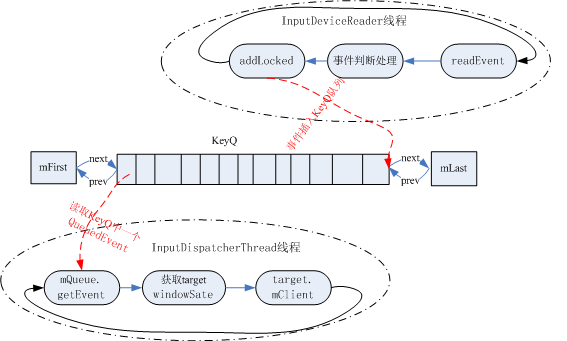 InputDeviceReader线程
addLocked
事件判断处理
readEvent
事件插入KeyQ队列
KeyQ
mFirst
next
prev
next
prev
mLast
读取KeyQ中一个
QueuedEvent
InputDispatcherThread线程
mQueue.
getEvent
获取target
windowSate
target.
mClient